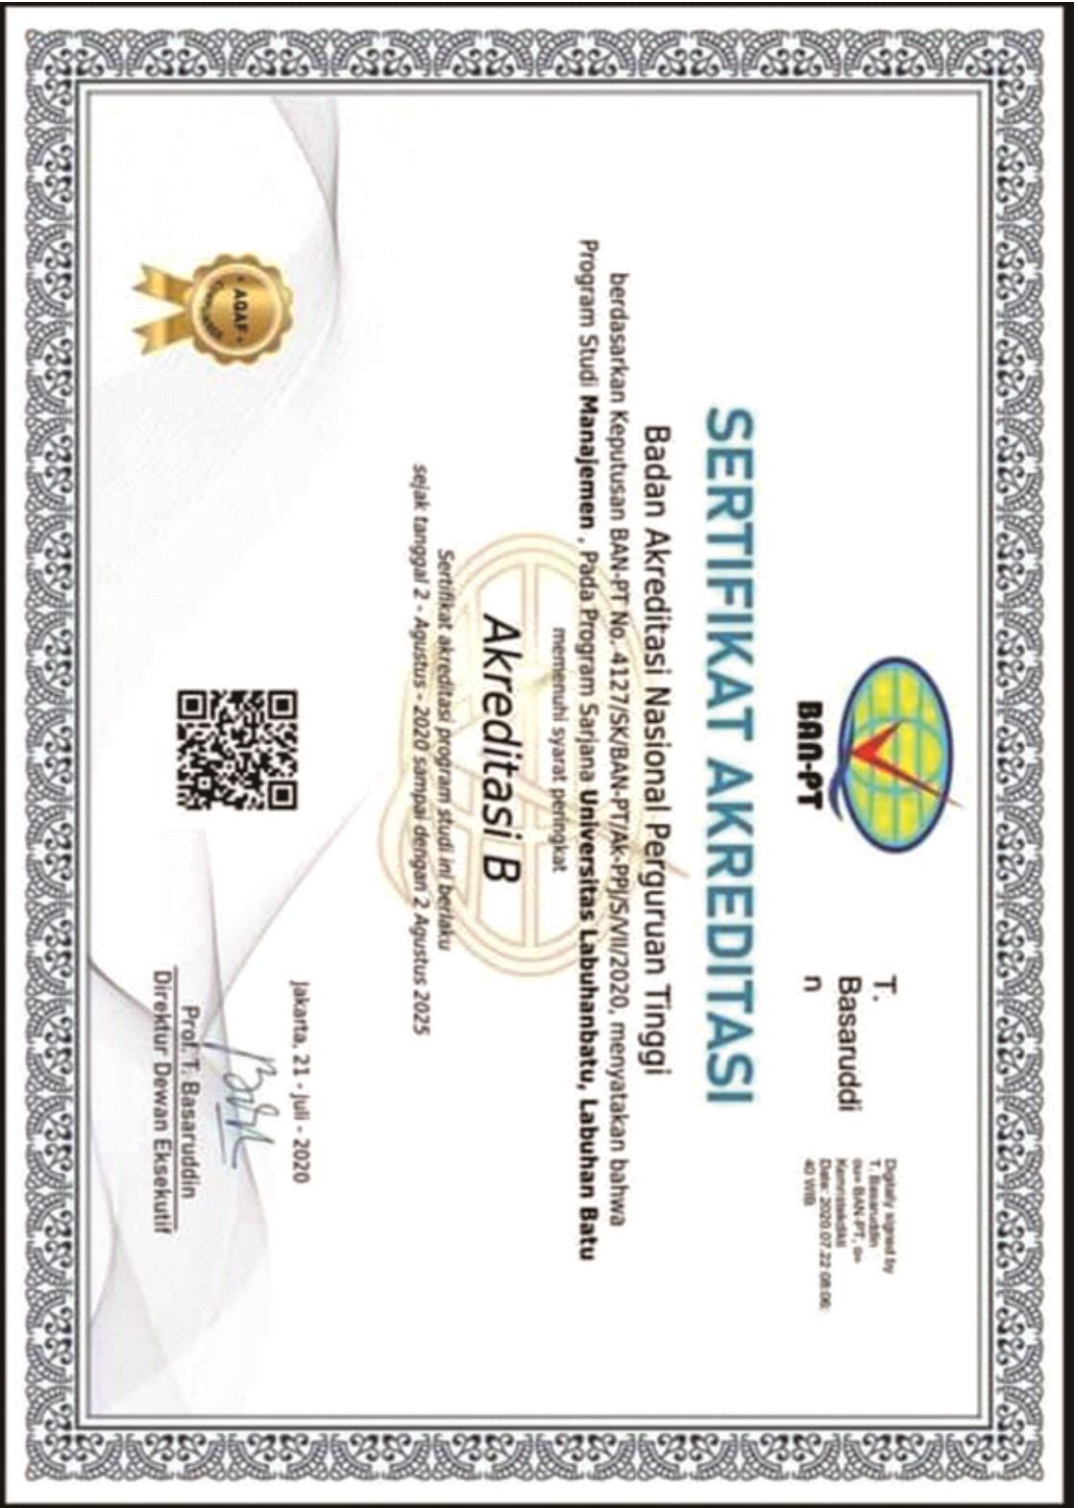 BAN-PT
T.
Basaruddi
n
Digitally signed by
T. Basaruddin
ou= BAN-PT, o=
Kemristekdikti
Date: 2020.07.22 08:06:
40 WIB
SERTIFIKAT AKREDITASI
Badan Akreditasi Nasional Perguruan Tinggi
berdasarkan Keputusan BAN-PT No. 4127/SK/BAN-PT/Ak-PPJ/S/VII/2020, menyatakan bahwa
Program Studi Manajemen , Pada Program Sarjana Universitas Labuhanbatu, Labuhan Batu
memenuhi syarat peringkat
Akreditasi B
Sertifikat akreditasi program studi ini berlaku
sejak tanggal 2 - Agustus - 2020 sampai dengan 2 Agustus 2025
Jakarta, 21 - Juli - 2020
Prof. T. Basaruddin
Direktur Dewan Eksekutif
AQAF